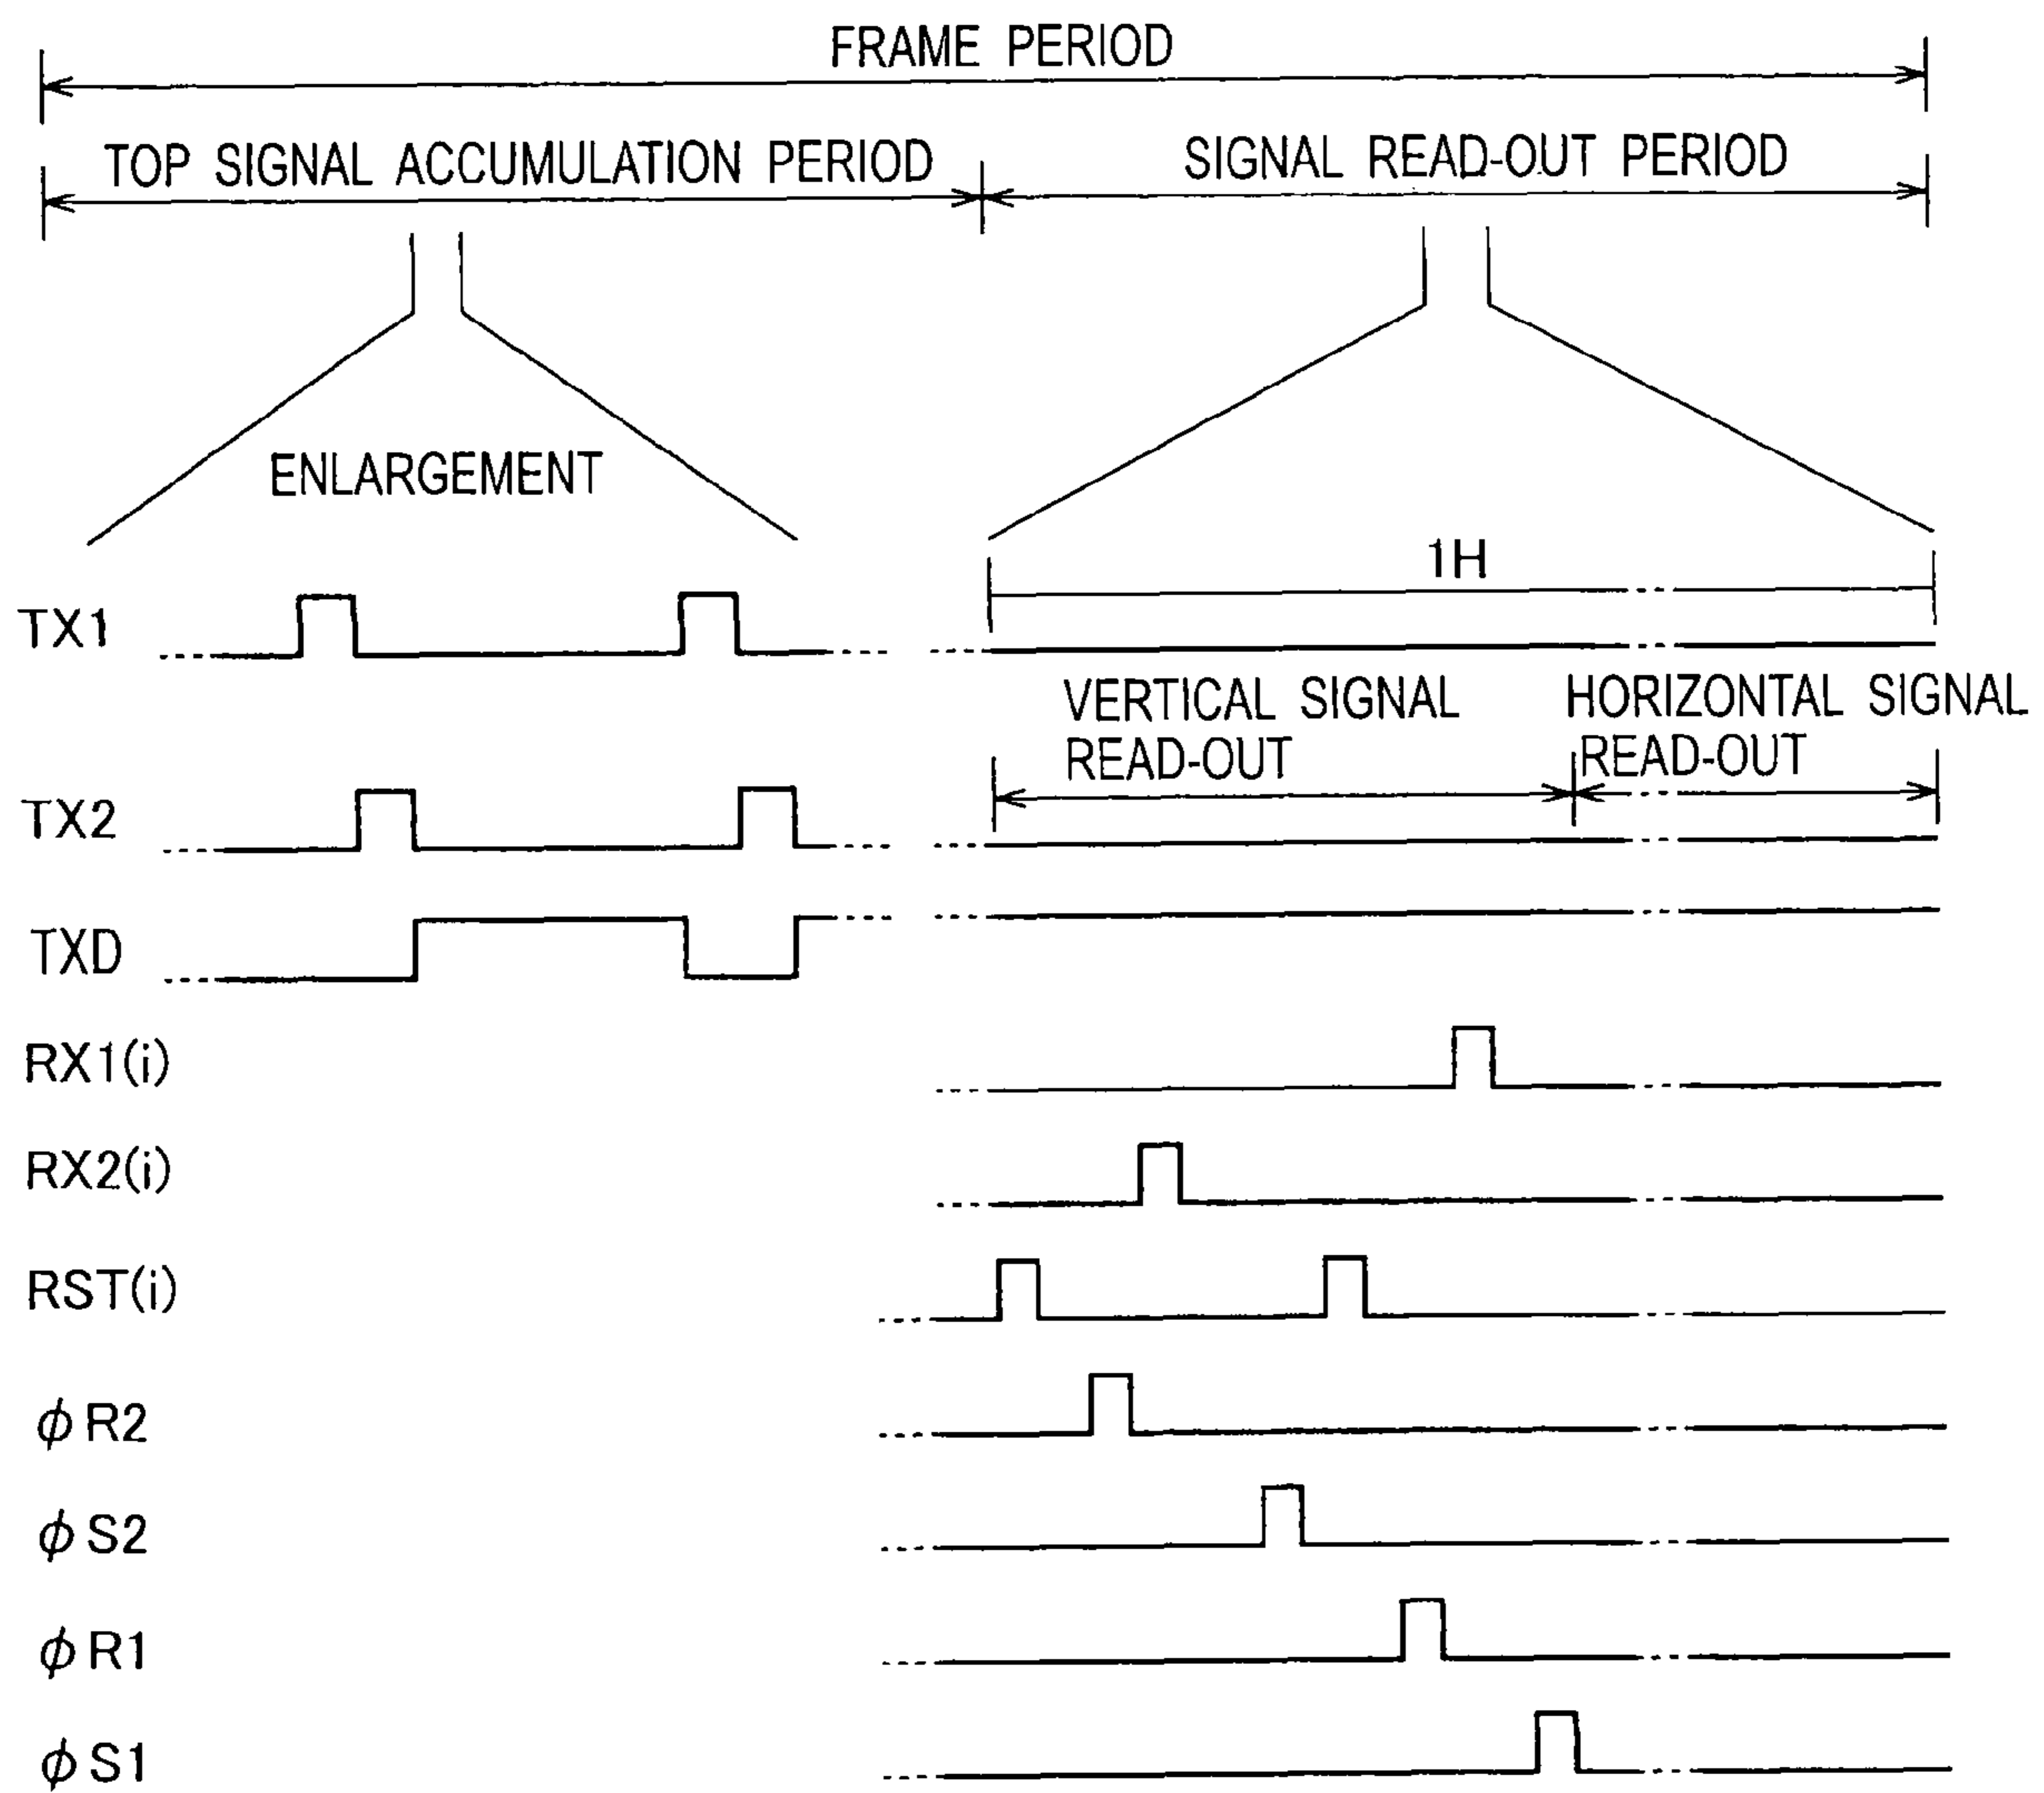 FRAME PERIOD
TOP SIGNAL ACCUMULATION PERIOD
SIGNAL READ-OUT PERIOD
ENLARGEMENT
1H
TX1
VERTICAL SIGNAL
READ-OUT
HORIZONTAL SIGNAL
READ-OUT
TX2
TXD
RX1(i)
RX2(i)
RST(i)
ϕR2
ϕS2
ϕR1
ϕS1